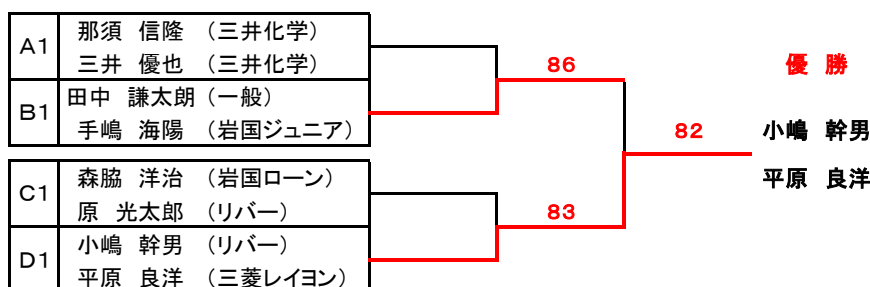 A1
那須 信隆 （三井化学）
三井 優也 （三井化学）
B1
田中 謙太朗 （一般）
手嶋 海陽 （岩国ジュニア）
86
優 勝
82
小嶋 幹男
平原 良洋
C1
森脇 洋治 （岩国ローン）
原 光太郎 （リバー）
83
D1
小嶋 幹男 （リバー）
平原 良洋 （三菱レイヨン）